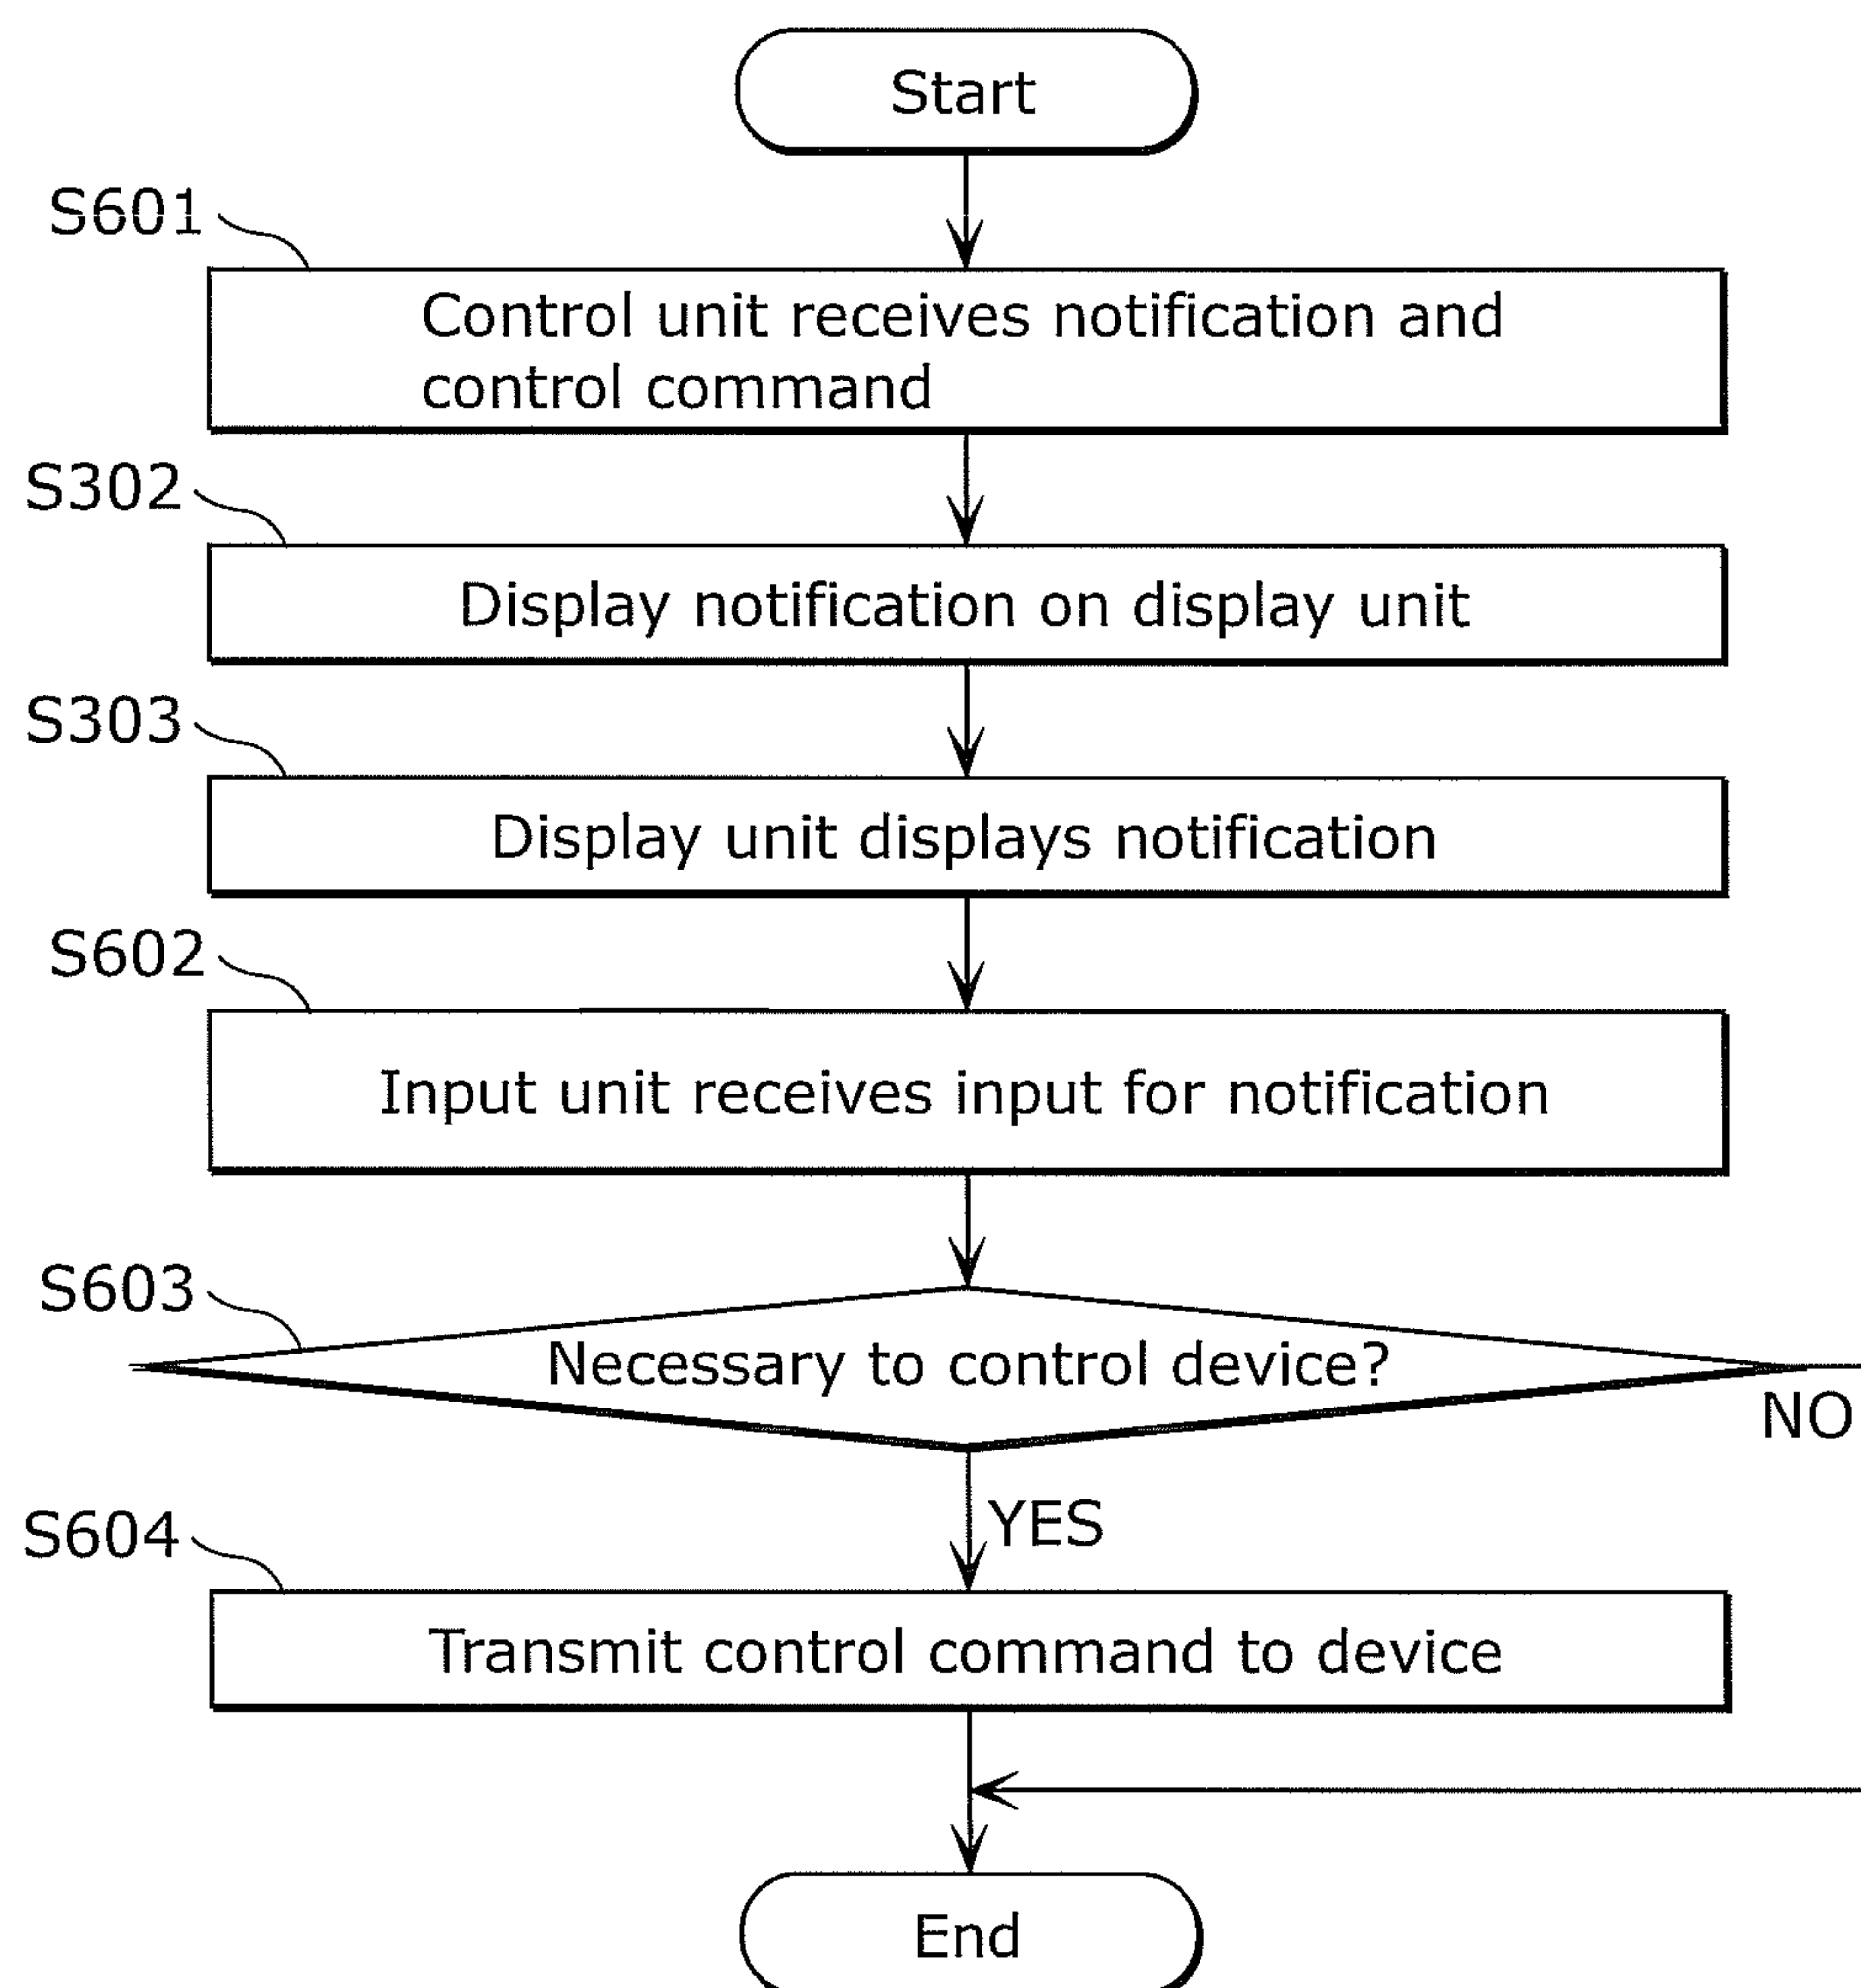 Start
S601
Control unit receives notification and
control command
S302
Display notification on display unit
S303
Display unit displays notification
S602
Input unit receives input for notification
S603
Necessary to control device?
NO
YES
S604
Transmit control command to device
End